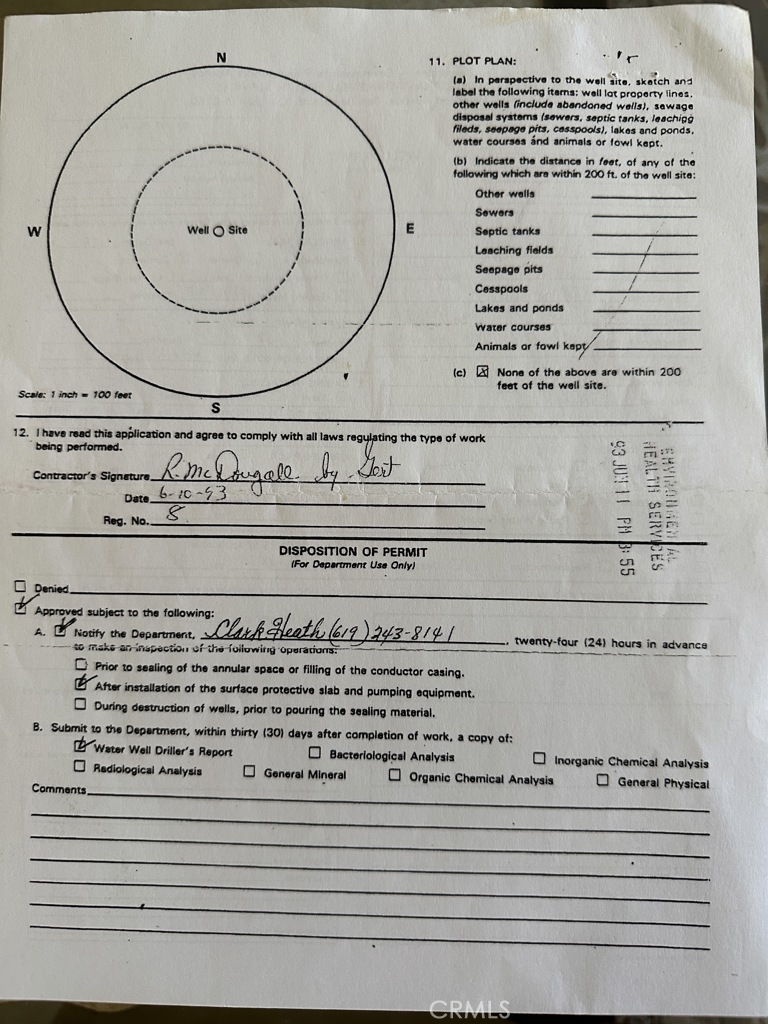 N
W
Well Site
E
S
Scale: 1 inch = 100 feet
11. PLOT PLAN:
(a) In perspective to the well site, sketch and
label the following items: well lot property lines,
other wells (include abandoned wells), sewage
disposal systems (sewers, septic tanks, leaching
fileds, seepage pits, cesspools), lakes and ponds,
water courses and animals or fowl kept.
(b) Indicate the distance in feet, of any of the
following which are within 200 ft. of the well site:
Other wells
Sewers
Septic tanks
Leaching fields
Seepage pits
Cesspools
Lakes and ponds
Water courses
Animals or fowl kept
(c) X None of the above are within 200
feet of the well site.
12. I have read this application and agree to comply with all laws regulating the type of work
being performed.
Contractor's Signature R. McDougall by
Date 6-10-93
Reg. No. 8
ENVIRONMENTAL
HEALTH SERVICES
93 JUN 11 PM 3:55
DISPOSITION OF PERMIT
(For Department Use Only)
Denied
Approved subject to the following:
A. Notify the Department, Clark Heath (619) 243-8141, twenty-four (24) hours in advance
to make an inspection of the following operations:
Prior to sealing of the annular space or filling of the conductor casing.
After installation of the surface protective slab and pumping equipment.
During destruction of wells, prior to pouring the sealing material.
B. Submit to the Department, within thirty (30) days after completion of work, a copy of:
Water Well Driller's Report Bacteriological Analysis Inorganic Chemical Analysis
Radiological Analysis General Mineral Organic Chemical Analysis General Physical
Comments
CRMLS